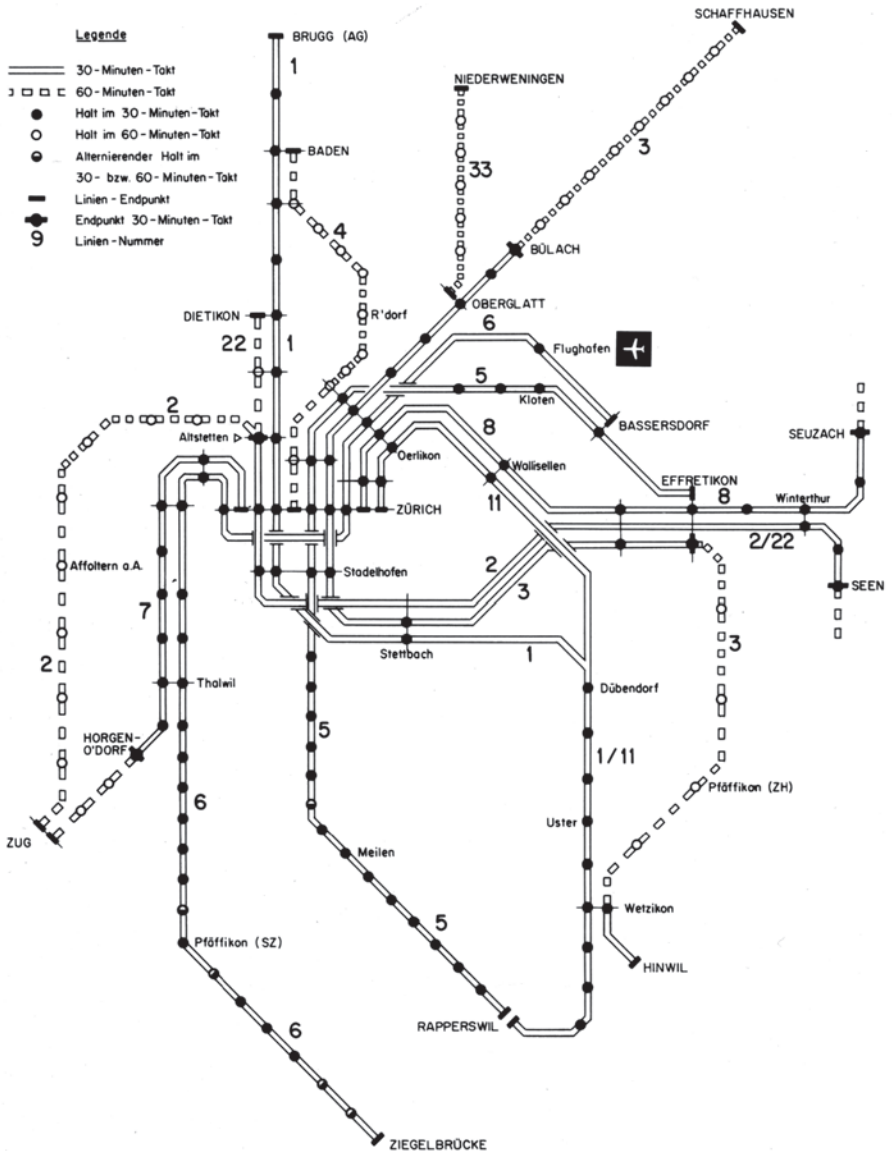 SCHAFFHAUSEN
Legende
BRUGG (AG)
30-Minuten-Takt
1
60-Minuten-Takt
NIEDERWENINGEN
Halt im 30-Minuten-Takt
Halt im 60-Minuten-Takt
3
Alternierender Halt im
BADEN
30- bzw. 60-Minuten-Takt
33
Linien-Endpunkt
Endpunkt 30-Minuten-Takt
4
9
Linien-Nummer
BÜLACH
OBERGLATT
DIETIKON
R'dorf
6
22
1
Flughafen
5
Kloten
2
8
BASSERSDORF
SEUZACH
Altstetten
Oerlikon
Wallisellen
EFFRETIKON
11
8
Winterthur
ZÜRICH
2/22
Affoltern a.A.
Stadelhofen
2
3
SEEN
7
Stettbach
1
3
2
Thalwil
Dübendorf
HORGEN-
O'DORF
5
1/11
Pfäffikon (ZH)
6
Uster
ZUG
Meilen
5
Wetzikon
Pfäffikon (SZ)
HINWIL
RAPPERSWIL
6
ZIEGELBRÜCKE